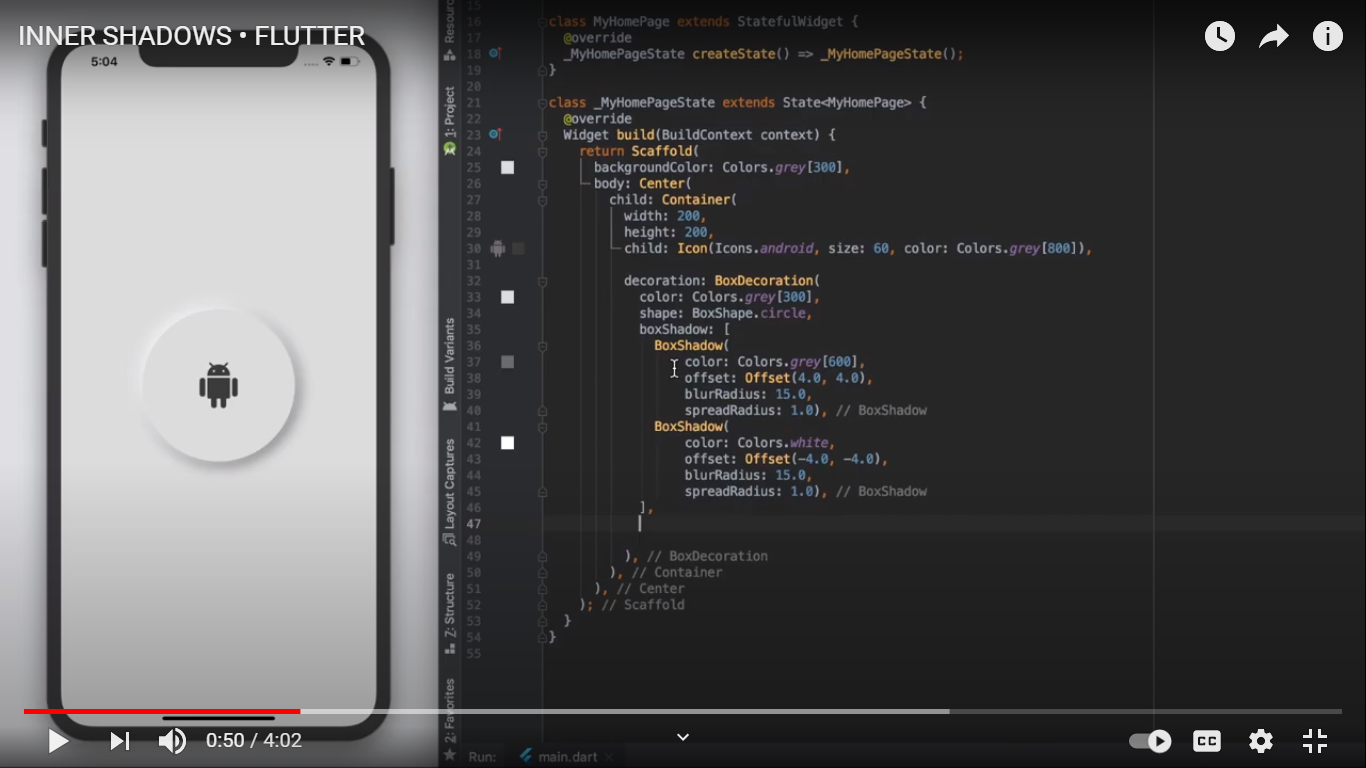 INNER SHADOWS • FLUTTER
5:04
Resourc
1: Project
Build Variants
Layout Captures
Z: Structure
2: Favorites
15
16 class MyHomePage extends StatefulWidget {
17 @override
18 _MyHomePageState createState() => _MyHomePageState();
19 }
20
21 class _MyHomePageState extends State<MyHomePage> {
22 @override
23 Widget build(BuildContext context) {
24 return Scaffold(
25 backgroundColor: Colors.grey[300],
26 body: Center(
27 child: Container(
28 width: 200,
29 height: 200,
30 child: Icon(Icons.android, size: 60, color: Colors.grey[800]),
31
32 decoration: BoxDecoration(
33 color: Colors.grey[300],
34 shape: BoxShape.circle,
35 boxShadow: [
36 BoxShadow(
37 color: Colors.grey[600],
38 offset: Offset(4.0, 4.0),
39 blurRadius: 15.0,
40 spreadRadius: 1.0), // BoxShadow
41 BoxShadow(
42 color: Colors.white,
43 offset: Offset(-4.0, -4.0),
44 blurRadius: 15.0,
45 spreadRadius: 1.0), // BoxShadow
46 ],
47
48
49 ), // BoxDecoration
50 ), // Container
51 ), // Center
52 ); // Scaffold
53 }
54 }
55
0:50 / 4:02
CC
Run: main.dart